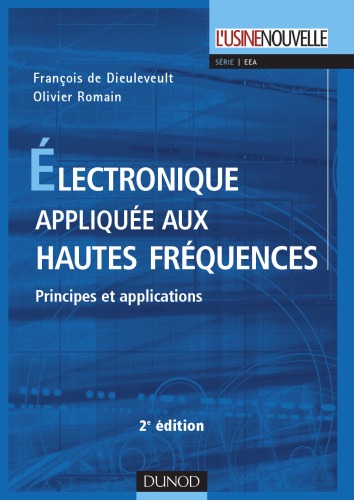 L'USINENOUVELLE
SÉRIE | EEA
François de Dieuleveult
Olivier Romain
ÉLECTRONIQUE
APPLIQUÉE AUX
HAUTES FRÉQUENCES
Principes et applications
2e édition
DUNOD